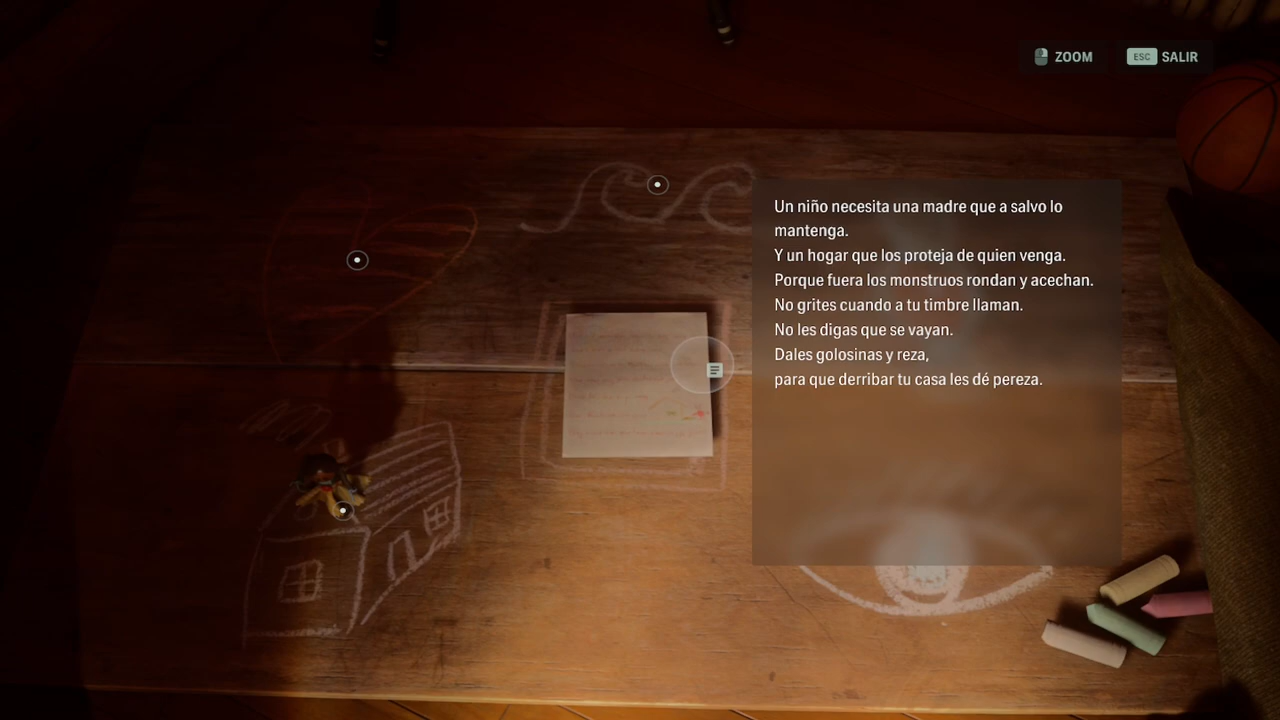 ZOOM
ESC SALIR
Un niño necesita una madre que a salvo lo
mantenga.
Y un hogar que los proteja de quien venga.
Porque fuera los monstruos rondan y acechan.
No grites cuando a tu timbre llaman.
No les digas que se vayan.
Dales golosinas y reza,
para que derribar tu casa les dé pereza.